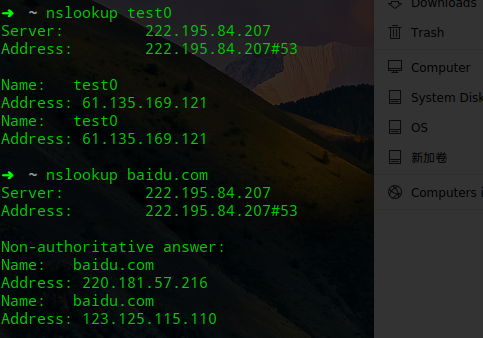 ➜  ~ nslookup test0
Server:         222.195.84.207
Address:        222.195.84.207#53

Name:   test0
Address: 61.135.169.121
Name:   test0
Address: 61.135.169.121

➜  ~ nslookup baidu.com
Server:         222.195.84.207
Address:        222.195.84.207#53

Non-authoritative answer:
Name:   baidu.com
Address: 220.181.57.216
Name:   baidu.com
Address: 123.125.115.110
Downloads
Trash
Computer
System Disk
OS
新加卷
Computers i